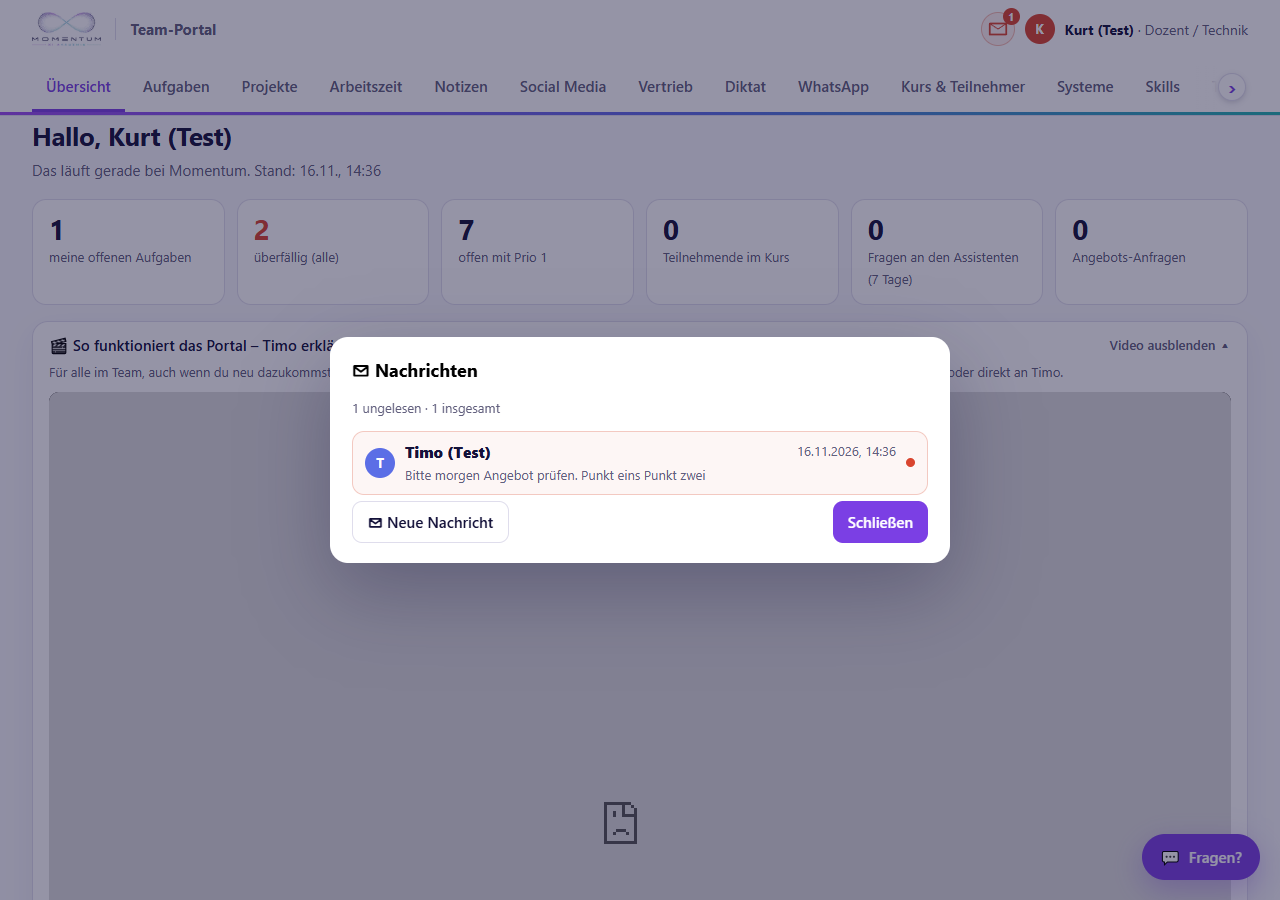 MOMENTUM
Team-Portal
1
K
Kurt (Test) · Dozent / Technik
Übersicht
Aufgaben
Projekte
Arbeitszeit
Notizen
Social Media
Vertrieb
Diktat
WhatsApp
Kurs & Teilnehmer
Systeme
Skills
›
Hallo, Kurt (Test)
Das läuft gerade bei Momentum. Stand: 16.11., 14:36
1
meine offenen Aufgaben
2
überfällig (alle)
7
offen mit Prio 1
0
Teilnehmende im Kurs
0
Fragen an den Assistenten
(7 Tage)
0
Angebots-Anfragen
So funktioniert das Portal – Timo erklä
Video ausblenden ▲
Für alle im Team, auch wenn du neu dazukommst
oder direkt an Timo.
Nachrichten
1 ungelesen · 1 insgesamt
T
Timo (Test)
16.11.2026, 14:36
Bitte morgen Angebot prüfen. Punkt eins Punkt zwei
Neue Nachricht
Schließen
Fragen?